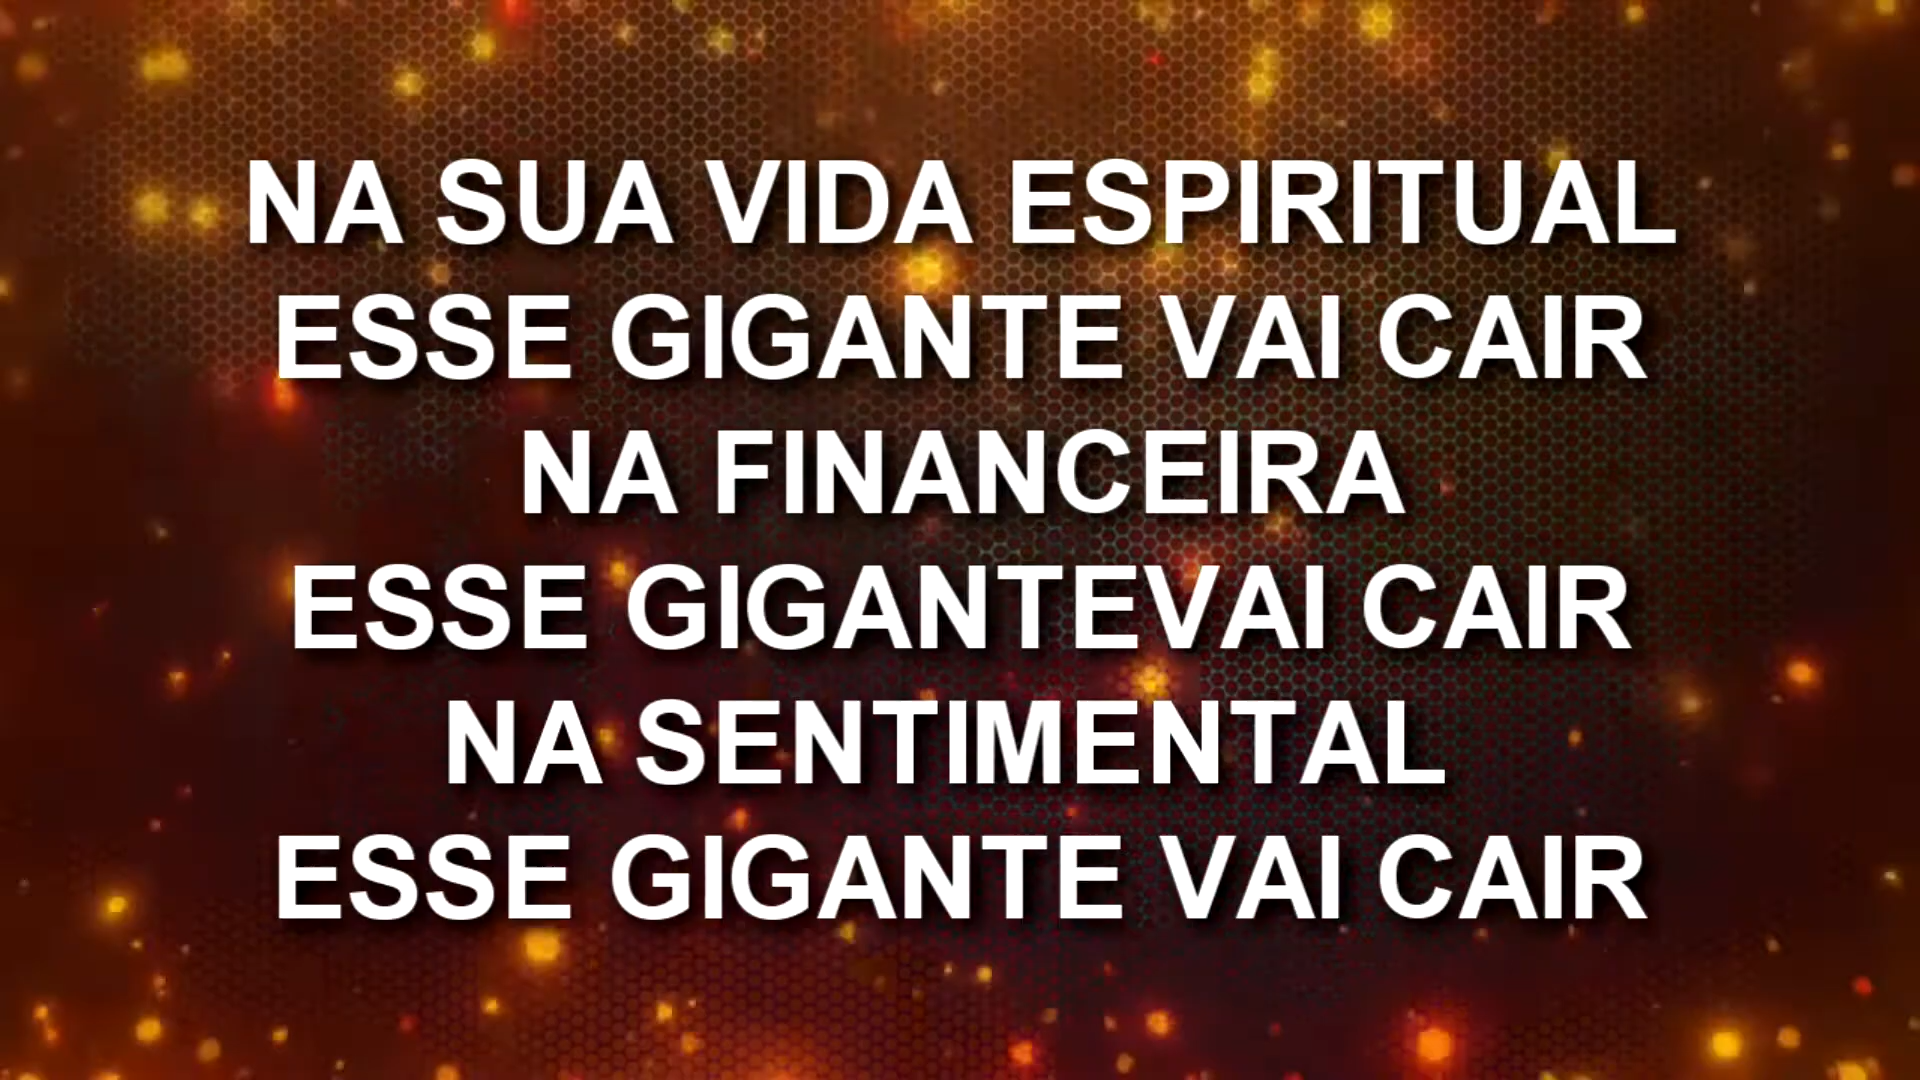 NA SUA VIDA ESPIRITUAL
ESSE GIGANTE VAI CAIR
NA FINANCEIRA
ESSE GIGANTEVAI CAIR
NA SENTIMENTAL
ESSE GIGANTE VAI CAIR